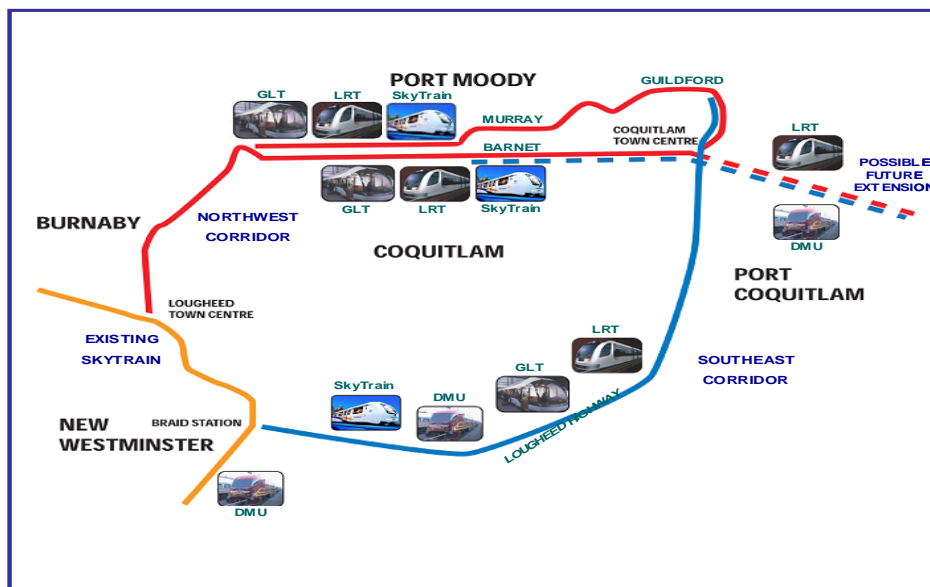 PORT MOODY
GUILDFORD
GLT
LRT
SkyTrain
MURRAY
COQUITLAM
TOWN CENTRE
LRT
BARNET
POSSIBLE
FUTURE
EXTENSION
GLT
LRT
SkyTrain
BURNABY
NORTHWEST
CORRIDOR
COQUITLAM
DMU
PORT
COQUITLAM
LOUGHEED
TOWN CENTRE
EXISTING
SKYTRAIN
LRT
SOUTHEAST
CORRIDOR
GLT
SkyTrain
DMU
LOUGHEED HIGHWAY
NEW
WESTMINSTER
BRAID STATION
DMU